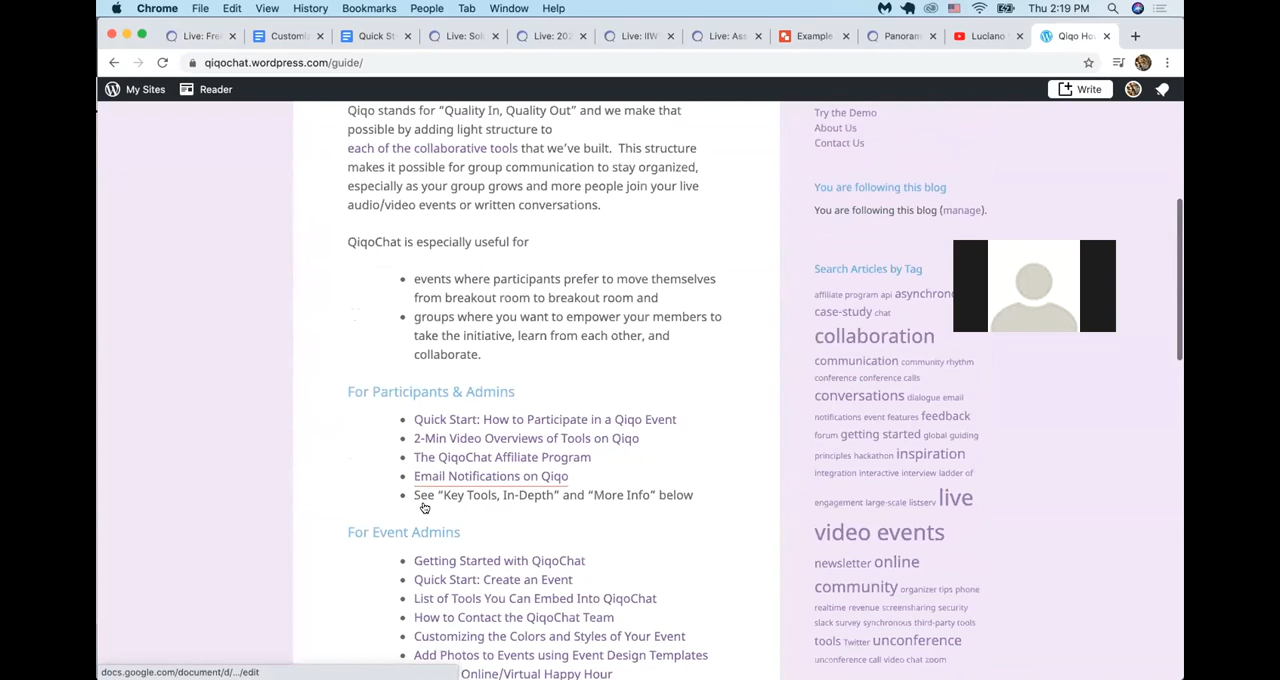 Chrome File Edit View History Bookmarks People Tab Window Help Thu 2:19 PM
Live: Fre Customiz Quick St Live: Sol Live: 202 Live: IIW Live: Ass Example Panoram Luciano Qiqo Ho
qiqochat.wordpress.com/guide/
My Sites Reader Write
Qiqo stands for “Quality In, Quality Out” and we make that
possible by adding light structure to
each of the collaborative tools that we’ve built. This structure
makes it possible for group communication to stay organized,
especially as your group grows and more people join your live
audio/video events or written conversations.
QiqoChat is especially useful for
events where participants prefer to move themselves
from breakout room to breakout room and
groups where you want to empower your members to
take the initiative, learn from each other, and
collaborate.
For Participants & Admins
Quick Start: How to Participate in a Qiqo Event
2-Min Video Overviews of Tools on Qiqo
The QiqoChat Affiliate Program
Email Notifications on Qiqo
See “Key Tools, In-Depth” and “More Info” below
For Event Admins
Getting Started with QiqoChat
Quick Start: Create an Event
List of Tools You Can Embed Into QiqoChat
How to Contact the QiqoChat Team
Customizing the Colors and Styles of Your Event
Add Photos to Events using Event Design Templates
Online/Virtual Happy Hour
Try the Demo
About Us
Contact Us
You are following this blog
You are following this blog (manage).
Search Articles by Tag
affiliate program api asynchron
case-study chat
collaboration
communication community rhythm
conference conference calls
conversations dialogue email
notifications event features feedback
forum getting started global guiding
principles hackathon inspiration
integration interactive interview ladder of
engagement large-scale listserv live
video events
newsletter online
community organizer tips phone
realtime revenue screensharing security
slack survey synchronous third-party tools
tools Twitter unconference
unconference call video chat zoom
docs.google.com/document/d/.../edit